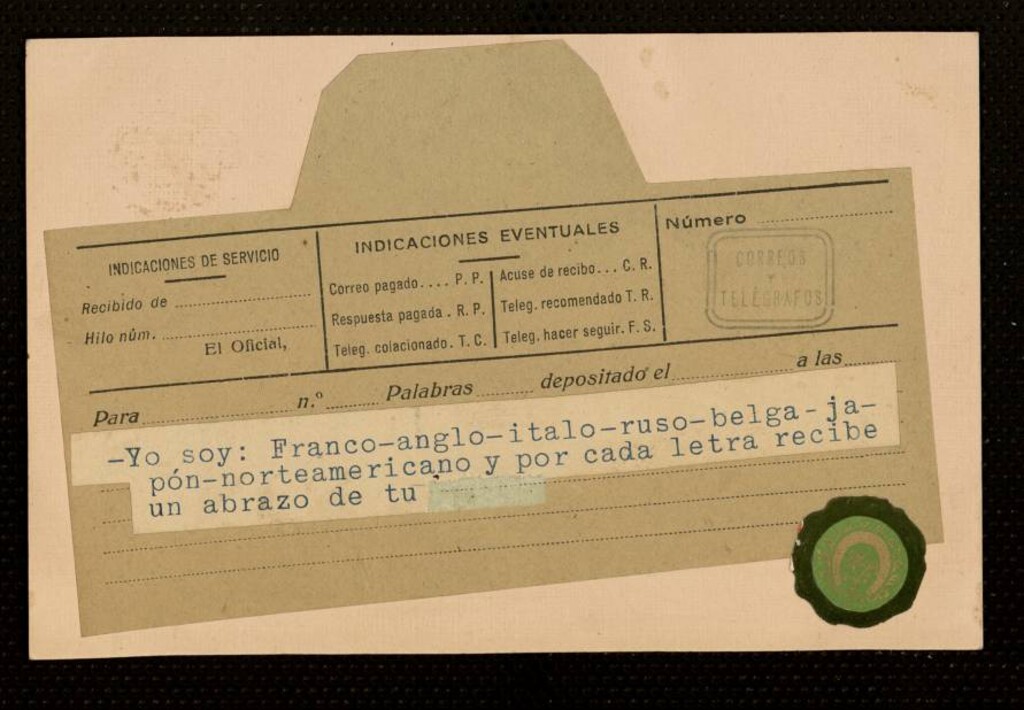 INDICACIONES DE SERVICIO
Recibido de
Hilo núm.
El Oficial,
INDICACIONES EVENTUALES
Correo pagado.... P. P.
Respuesta pagada . R. P.
Teleg. colacionado. T. C.
Acuse de recibo... C. R.
Teleg. recomendado T. R.
Teleg. hacer seguir. F. S.
Número
CORREOS
Y
TELÉGRAFOS
Para n.º Palabras depositado el a las
—Yo soy: Franco-anglo-italo-ruso-belga-ja-
pón-norteamericano y por cada letra recibe
un abrazo de tu